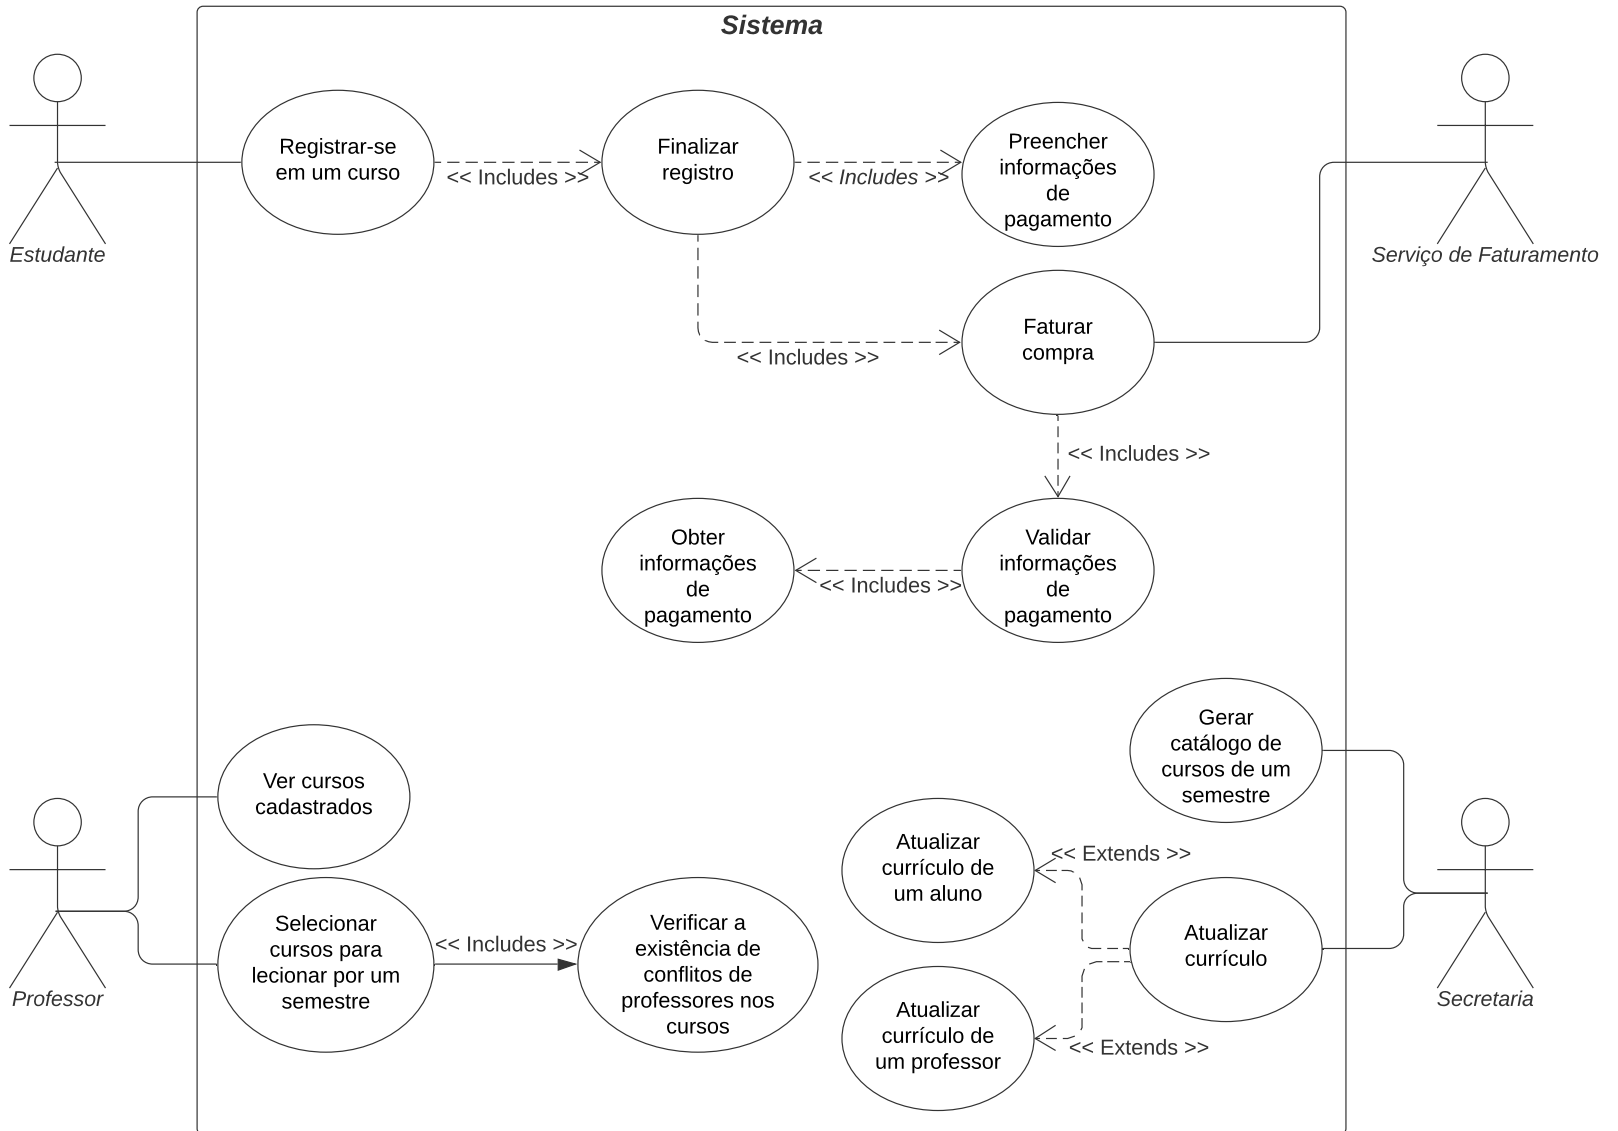 Sistema
Registrar-se
em um curso
<< Includes >>
Finalizar
registro
<< Includes >>
Preencher
informações
de
pagamento
Estudante
Serviço de Faturamento
Faturar
compra
<< Includes >>
<< Includes >>
Obter
informações
de
pagamento
<< Includes >>
Validar
informações
de
pagamento
Gerar
catálogo de
cursos de um
semestre
Ver cursos
cadastrados
Atualizar
currículo de
um aluno
<< Extends >>
Selecionar
cursos para
lecionar por um
semestre
<< Includes >>
Verificar a
existência de
conflitos de
professores nos
cursos
Atualizar
currículo
Professor
Secretaria
Atualizar
currículo de
um professor
<< Extends >>